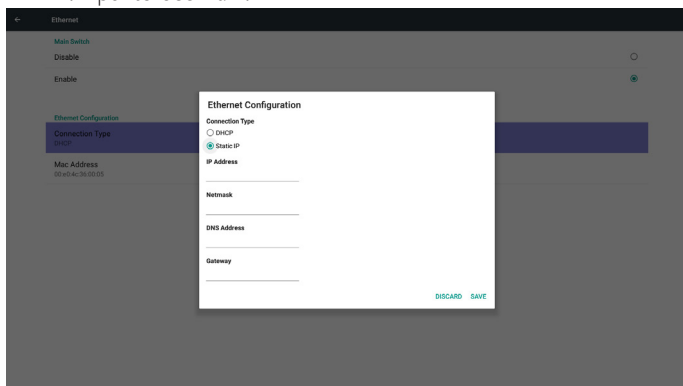 ← Ethernet
Main Switch
Disable
Enable
Ethernet Configuration
Connection Type
DHCP
Mac Address
Ethernet Configuration
Connection Type
DHCP
Static IP
IP Address
Netmask
DNS Address
Gateway
DISCARD SAVE